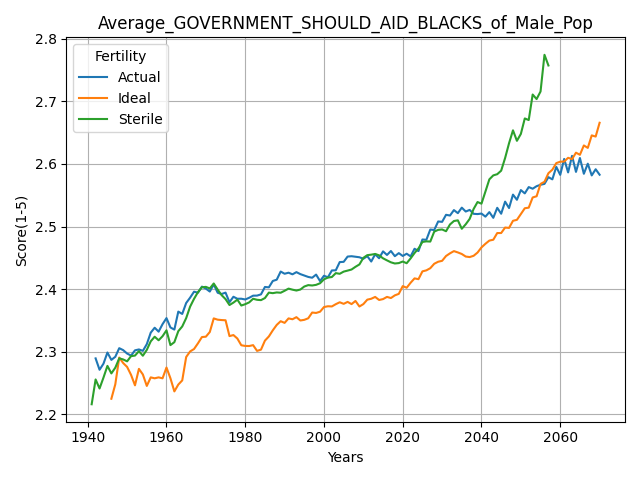 Average_GOVERNMENT_SHOULD_AID_BLACKS_of_Male_Pop
Fertility
Actual
Ideal
Sterile
Score(1-5)
2.8
2.7
2.6
2.5
2.4
2.3
2.2
1940 1960 1980 2000 2020 2040 2060
Years